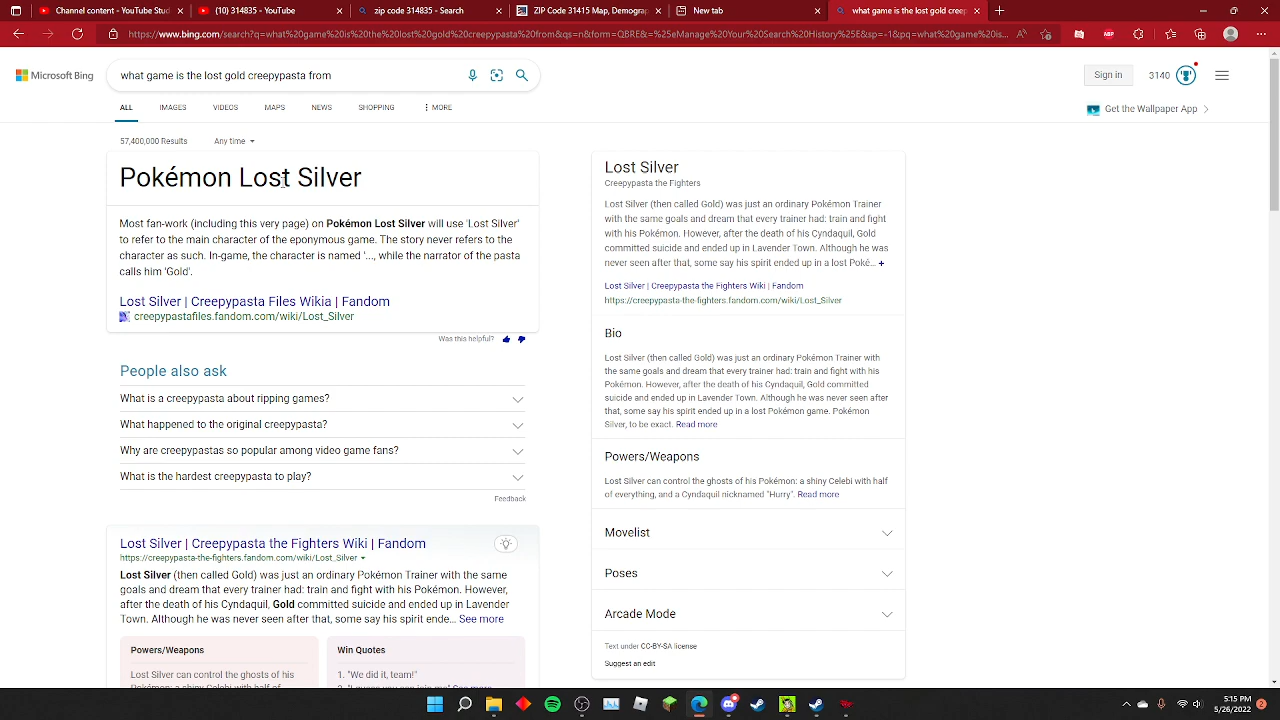 Channel content - YouTube Stud
(10) 314835 - YouTube
zip code 314835 - Search
ZIP Code 31415 Map, Demograp
New tab
what game is the lost gold creep
https://www.bing.com/search?q=what%20game%20is%20the%20lost%20gold%20creepypasta%20from&qs=n&form=QBRE&=%25eManage%20Your%20Search%20History%25E&sp=-1&pq=what%20game%20is...
Microsoft Bing
what game is the lost gold creepypasta from
Sign in
3140
ALL
IMAGES
VIDEOS
MAPS
NEWS
SHOPPING
MORE
Get the Wallpaper App
57,400,000 Results
Any time
Pokémon Lost Silver
Most fan-work (including this very page) on Pokémon Lost Silver will use 'Lost Silver'
to refer to the main character of the eponymous game. The story never refers to the
character as such. In-game, the character is named '..., while the narrator of the pasta
calls him 'Gold'.
Lost Silver | Creepypasta Files Wikia | Fandom
creepypastafiles.fandom.com/wiki/Lost_Silver
Was this helpful?
People also ask
What is a creepypasta about ripping games?
What happened to the original creepypasta?
Why are creepypastas so popular among video game fans?
What is the hardest creepypasta to play?
Feedback
Lost Silver | Creepypasta the Fighters Wiki | Fandom
https://creepypasta-the-fighters.fandom.com/wiki/Lost_Silver
Lost Silver (then called Gold) was just an ordinary Pokémon Trainer with the same
goals and dream that every trainer had: train and fight with his Pokémon. However,
after the death of his Cyndaquil, Gold committed suicide and ended up in Lavender
Town. Although he was never seen after that, some say his spirit ende... See more
Powers/Weapons
Lost Silver can control the ghosts of his
Pokémon: a shiny Celebi with half of
Win Quotes
1. "We did it, team!"
2. "I guess you can join me" See more
Lost Silver
Creepypasta the Fighters
Lost Silver (then called Gold) was just an ordinary Pokémon Trainer
with the same goals and dream that every trainer had: train and fight
with his Pokémon. However, after the death of his Cyndaquil, Gold
committed suicide and ended up in Lavender Town. Although he was
never seen after that, some say his spirit ended up in a lost Poké... +
Lost Silver | Creepypasta the Fighters Wiki | Fandom
https://creepypasta-the-fighters.fandom.com/wiki/Lost_Silver
Bio
Lost Silver (then called Gold) was just an ordinary Pokémon Trainer with
the same goals and dream that every trainer had: train and fight with his
Pokémon. However, after the death of his Cyndaquil, Gold committed
suicide and ended up in Lavender Town. Although he was never seen after
that, some say his spirit ended up in a lost Pokémon game. Pokémon
Silver, to be exact. Read more
Powers/Weapons
Lost Silver can control the ghosts of his Pokémon: a shiny Celebi with half
of everything, and a Cyndaquil nicknamed "Hurry". Read more
Movelist
Poses
Arcade Mode
Text under CC-BY-SA license
Suggest an edit
5:15 PM
5/26/2022
2